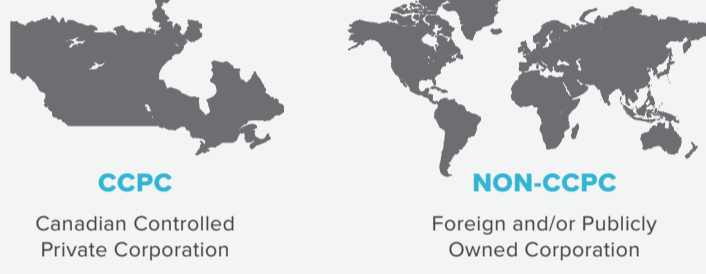 CCPC
Canadian Controlled
Private Corporation
NON-CCPC
Foreign and/or Publicly
Owned Corporation